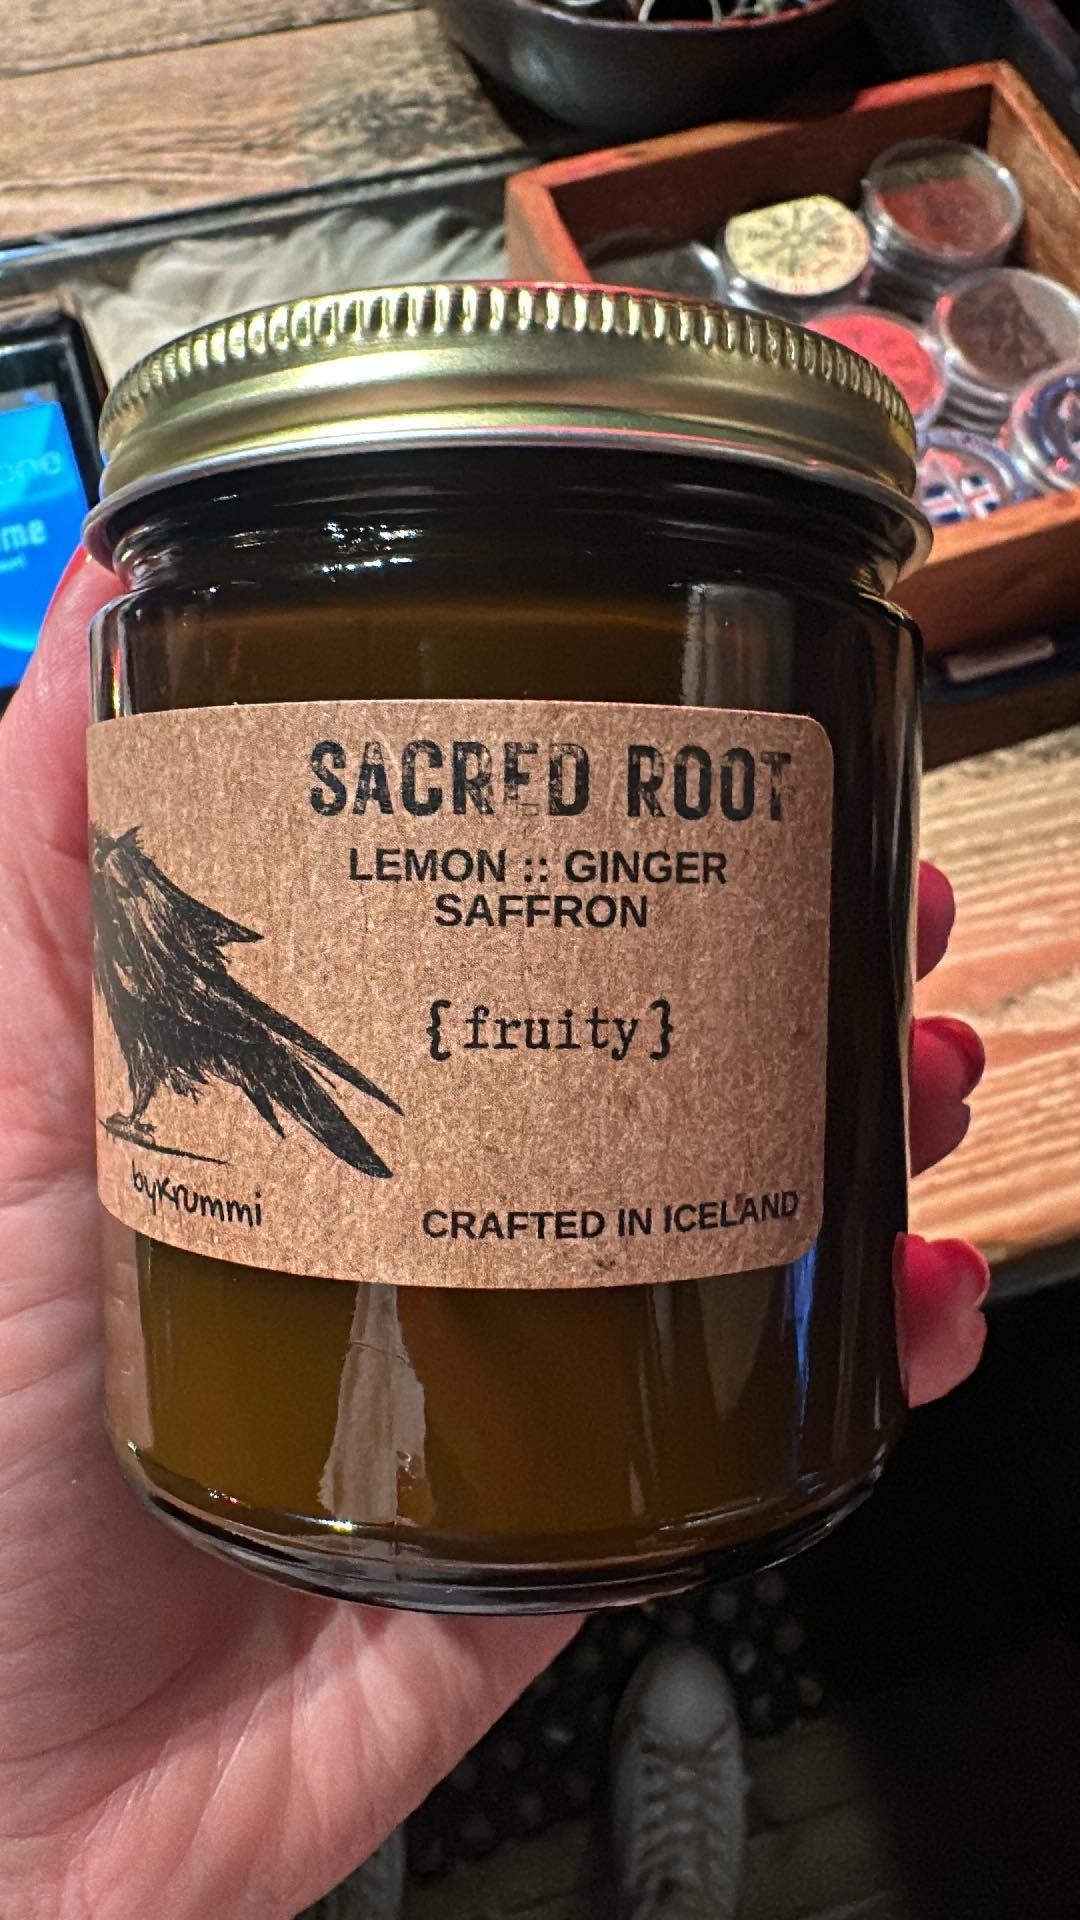 SACRED ROOT
LEMON :: GINGER
SAFFRON
{fruity}
byKrummi
CRAFTED IN ICELAND